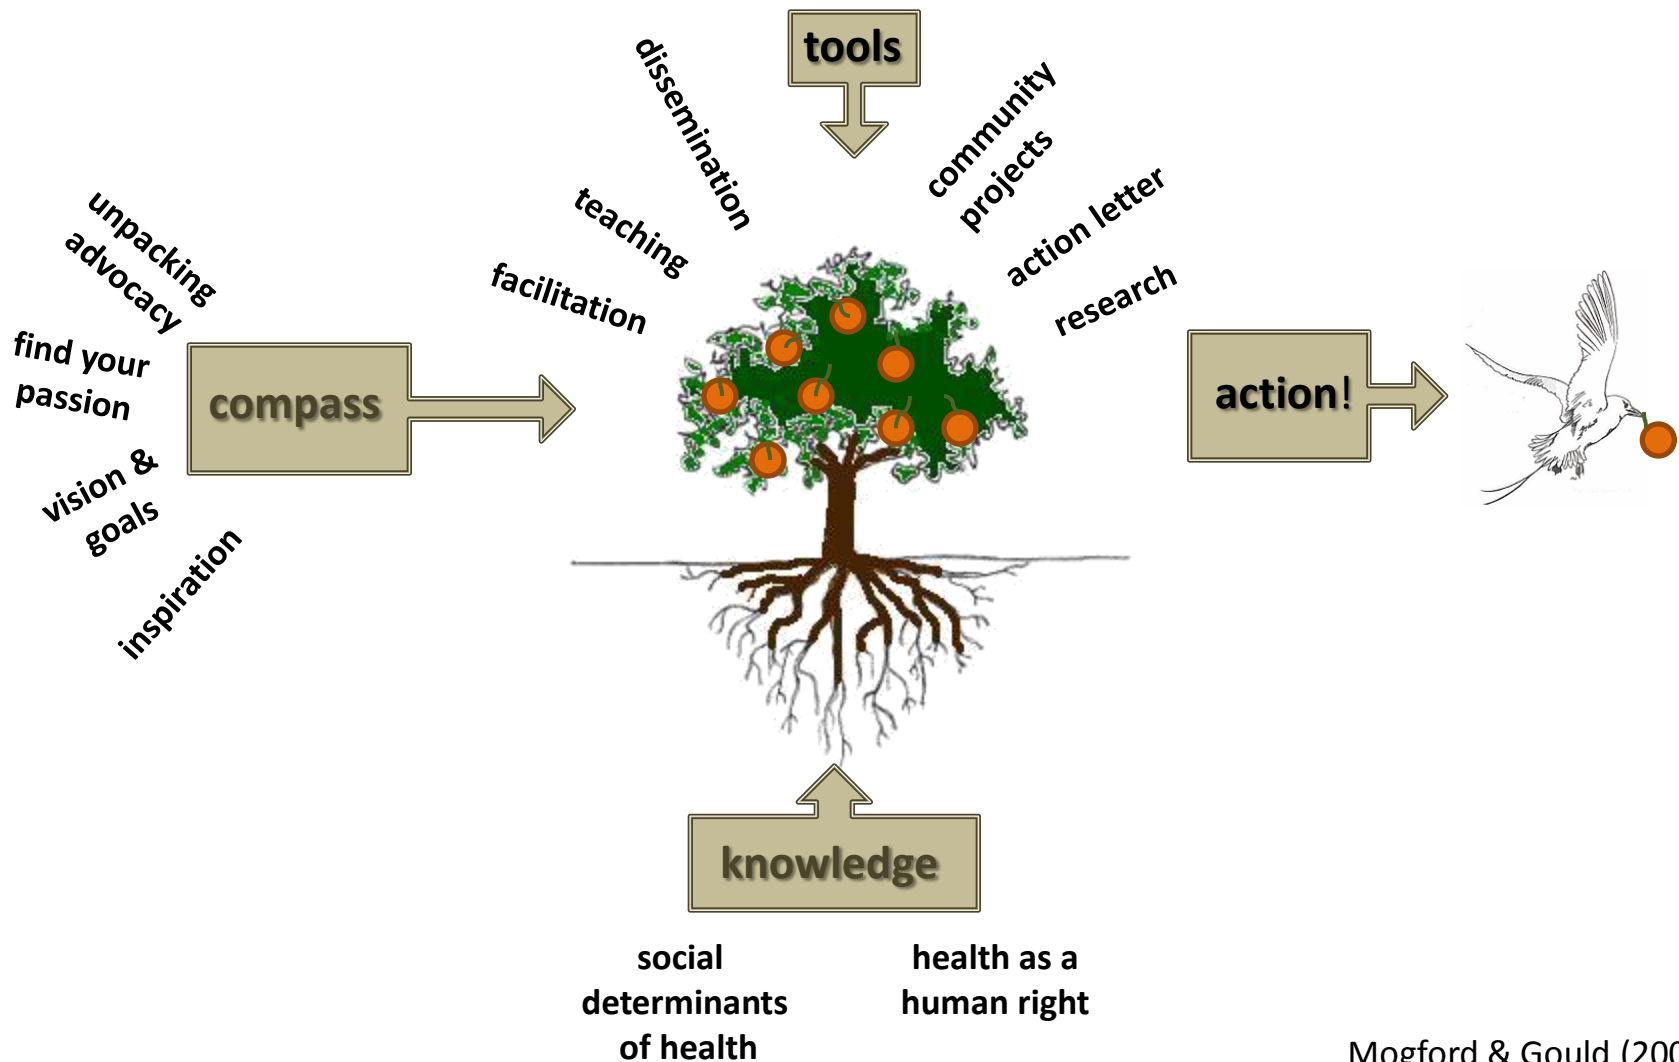 tools
dissemination
community
projects
teaching
action letter
facilitation
research
unpacking
advocacy
find your
passion
vision &
goals
inspiration
compass
action!
knowledge
social
determinants
of health
health as a
human right
Mogford & Gould (200